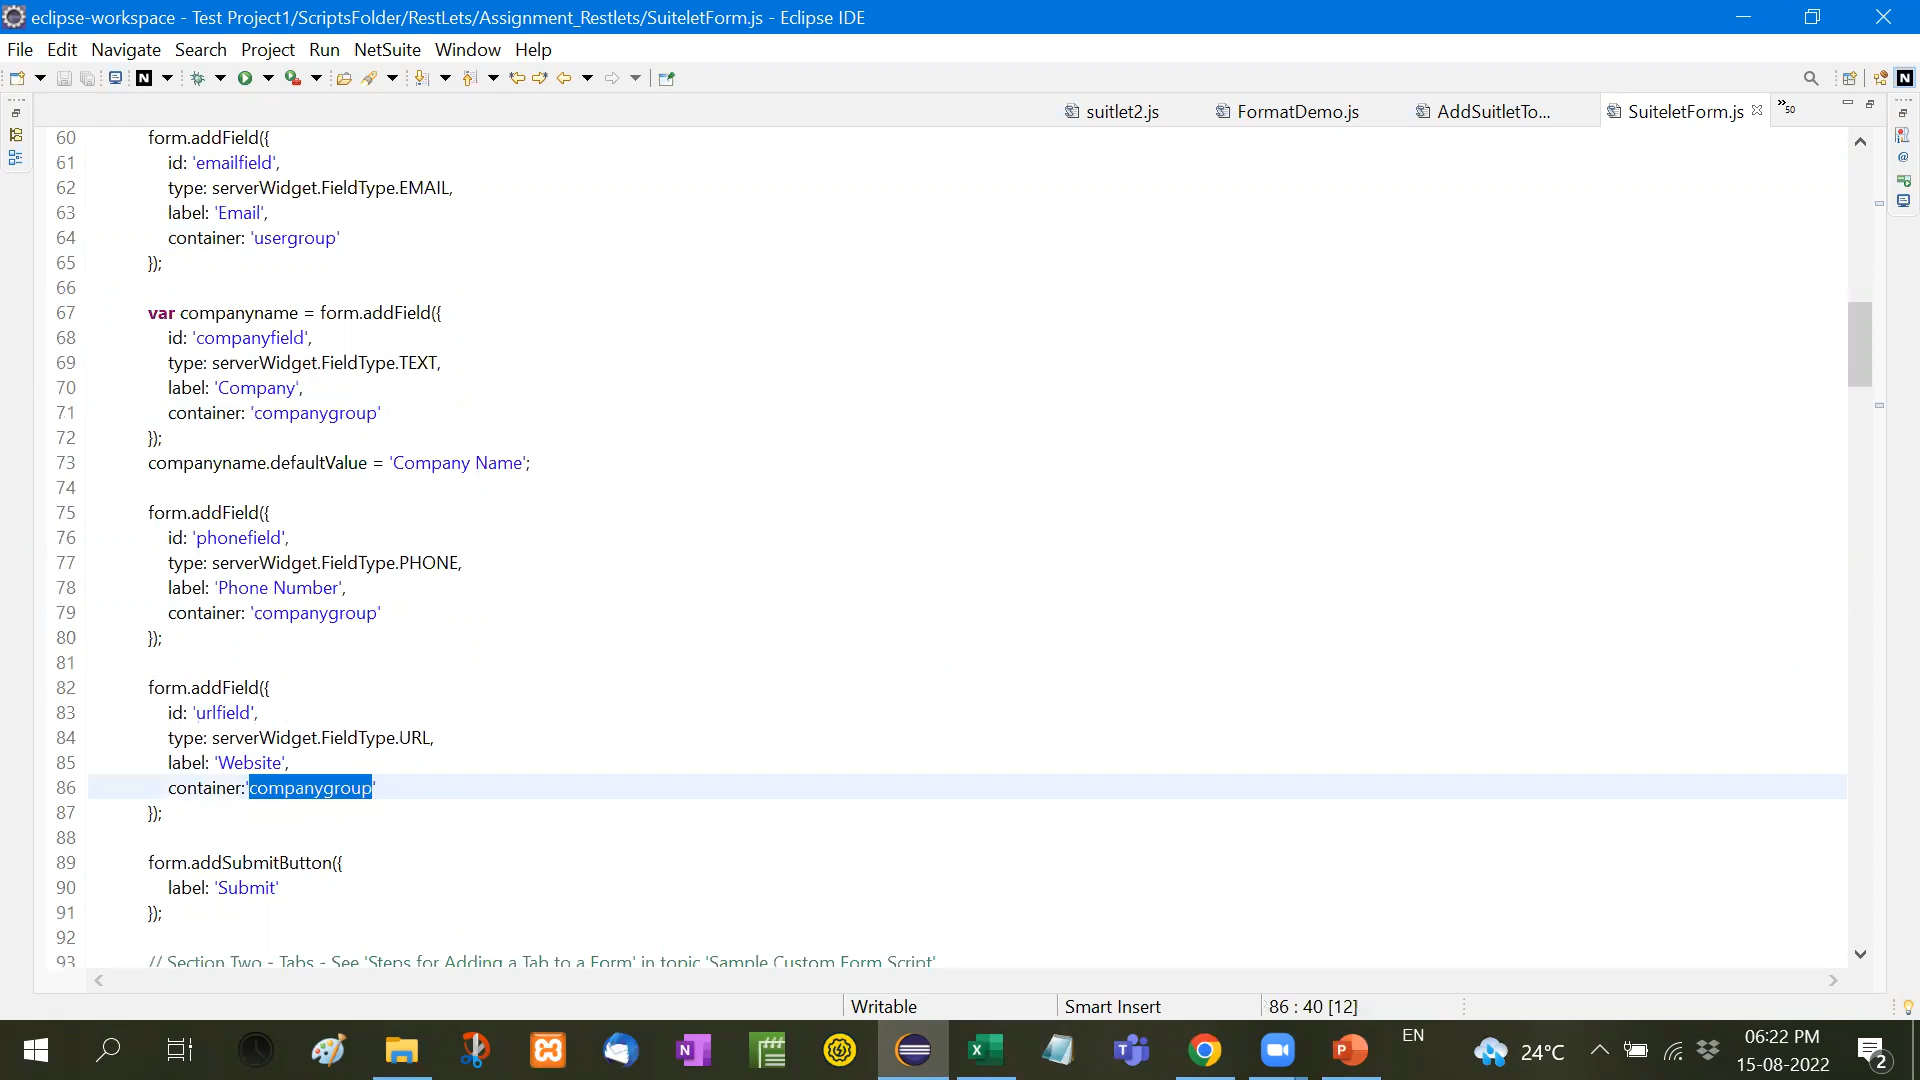 eclipse-workspace - Test Project1/ScriptsFolder/RestLets/Assignment_Restlets/SuiteletForm.js - Eclipse IDE
File Edit Navigate Search Project Run NetSuite Window Help
suitlet2.js FormatDemo.js AddSuitletTo... SuiteletForm.js »50
60 form.addField({
61 id: 'emailfield',
62 type: serverWidget.FieldType.EMAIL,
63 label: 'Email',
64 container: 'usergroup'
65 });
66
67 var companyname = form.addField({
68 id: 'companyfield',
69 type: serverWidget.FieldType.TEXT,
70 label: 'Company',
71 container: 'companygroup'
72 });
73 companyname.defaultValue = 'Company Name';
74
75 form.addField({
76 id: 'phonefield',
77 type: serverWidget.FieldType.PHONE,
78 label: 'Phone Number',
79 container: 'companygroup'
80 });
81
82 form.addField({
83 id: 'urlfield',
84 type: serverWidget.FieldType.URL,
85 label: 'Website',
86 container:'companygroup'
87 });
88
89 form.addSubmitButton({
90 label: 'Submit'
91 });
92
93 // Section Two - Tabs - See 'Steps for Adding a Tab to a Form' in topic 'Sample Custom Form Script'
Writable Smart Insert 86 : 40 [12]
EN 24°C 06:22 PM
15-08-2022 2